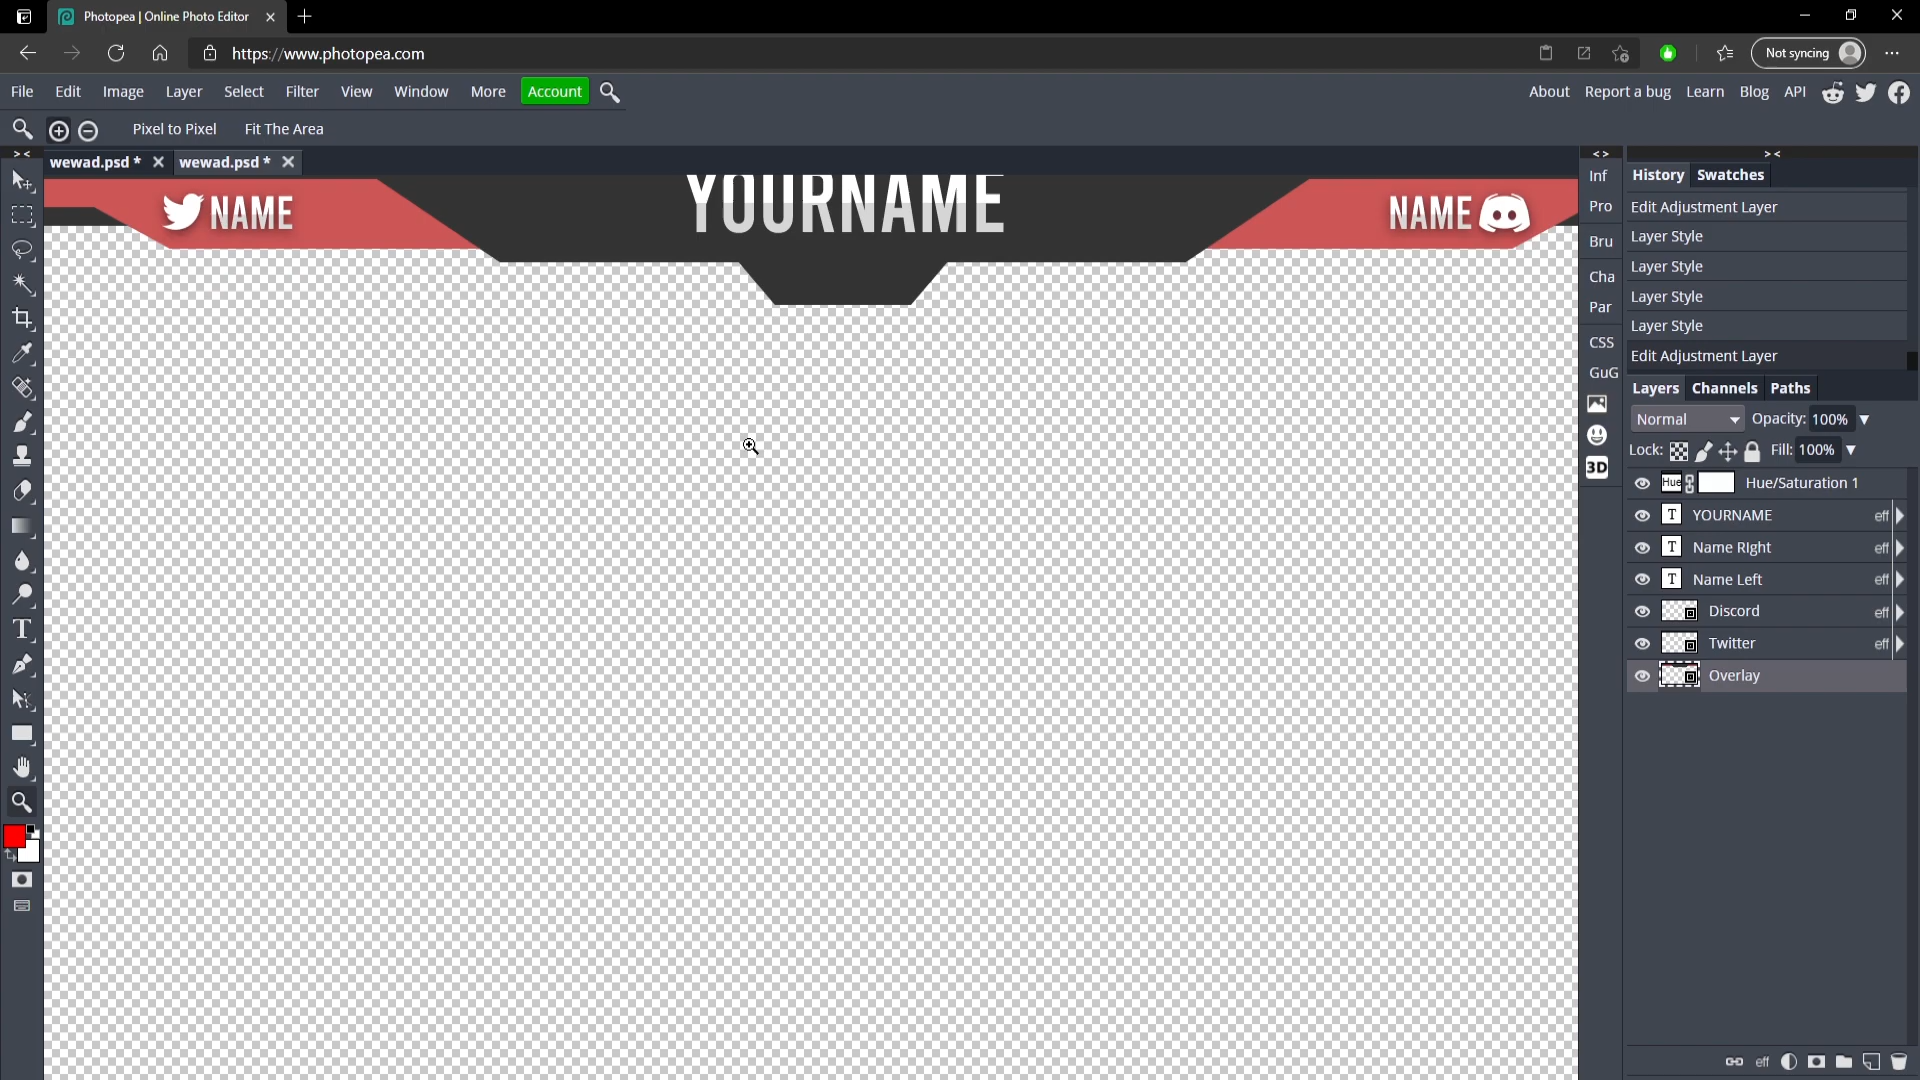 Photopea | Online Photo Editor
https://www.photopea.com
Not syncing
File Edit Image Layer Select Filter View Window More Account
About Report a bug Learn Blog API
Pixel to Pixel Fit The Area
wewad.psd * wewad.psd *
NAME
YOURNAME
NAME
Inf
Pro
Bru
Cha
Par
CSS
GuG
3D
History Swatches
Edit Adjustment Layer
Layer Style
Layer Style
Layer Style
Layer Style
Edit Adjustment Layer
Layers Channels Paths
Normal Opacity: 100%
Lock: Fill: 100%
Hue Hue/Saturation 1
T YOURNAME eff
T Name RIght eff
T Name Left eff
Discord eff
Twitter eff
Overlay
eff